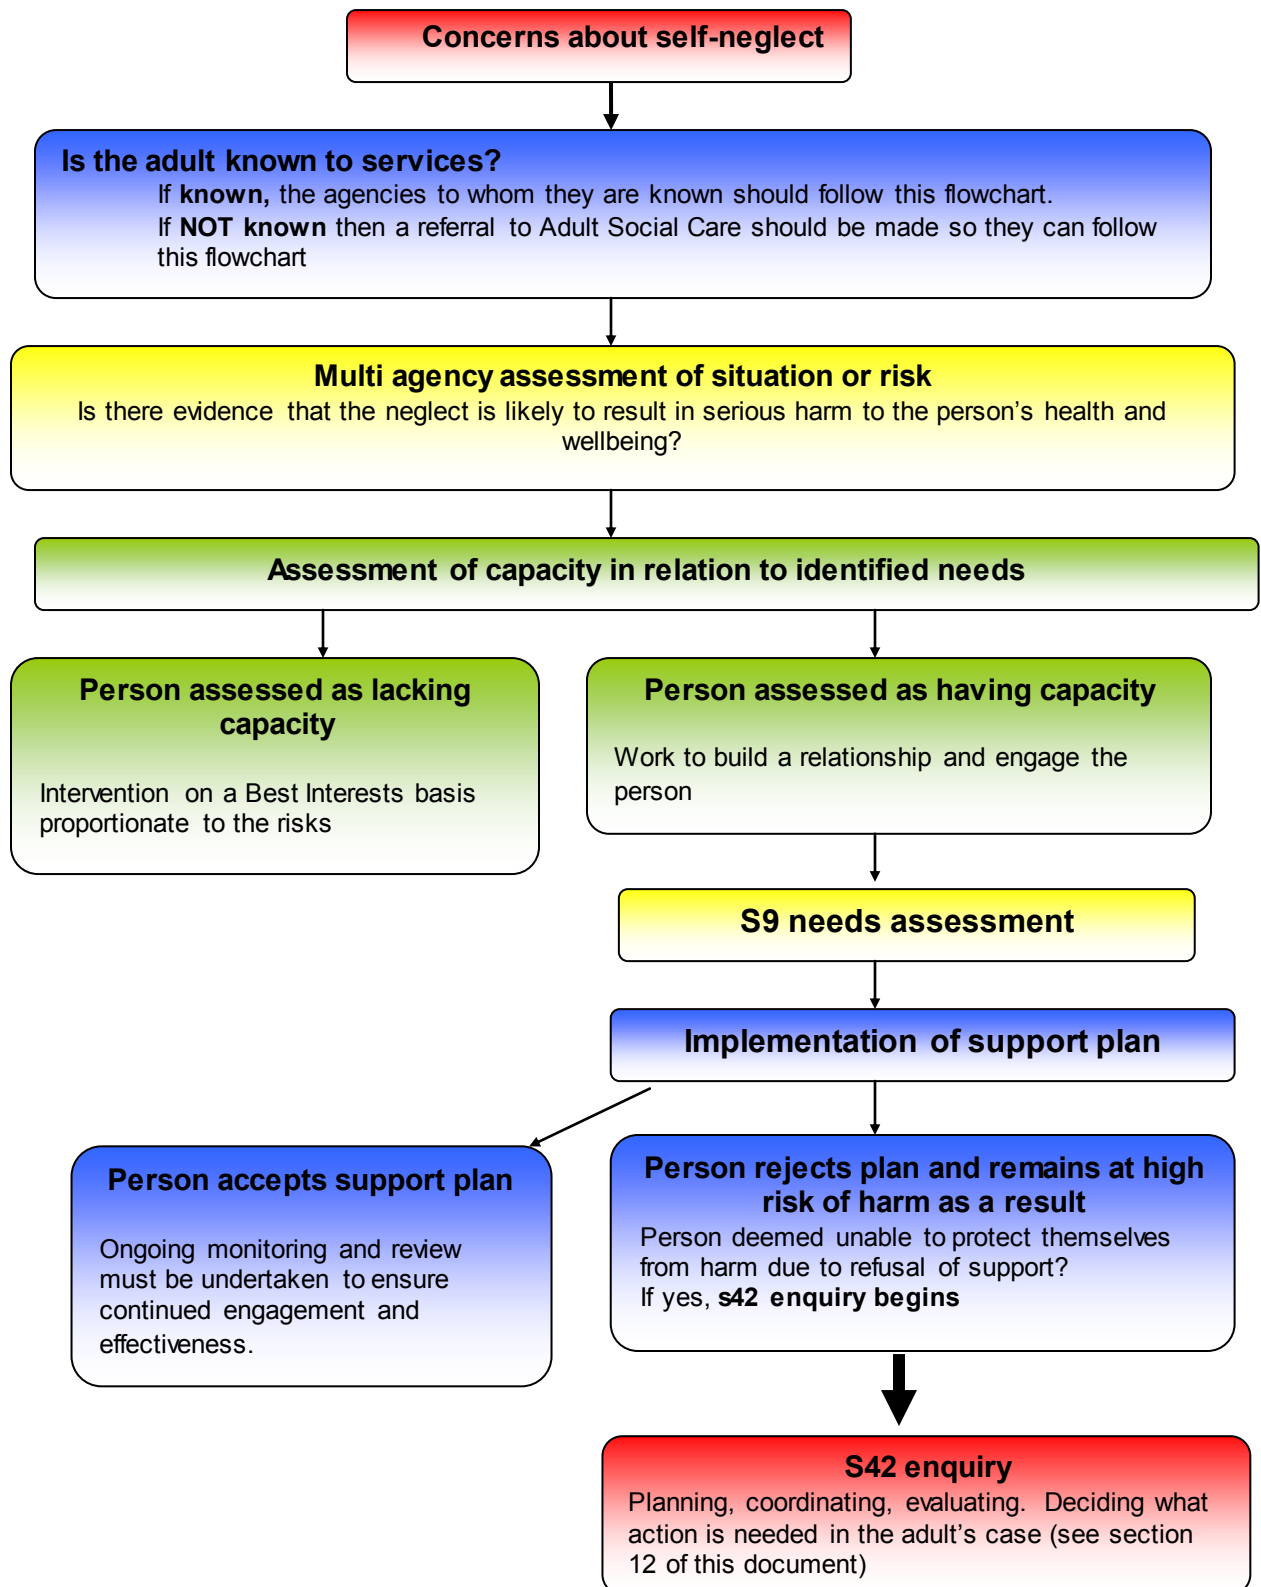 Concerns about self-neglect
Is the adult known to services?
If known, the agencies to whom they are known should follow this flowchart.
If NOT known then a referral to Adult Social Care should be made so they can follow
this flowchart
Multi agency assessment of situation or risk
Is there evidence that the neglect is likely to result in serious harm to the person's health and
wellbeing?
Assessment of capacity in relation to identified needs
Person assessed as lacking
capacity
Intervention on a Best Interests basis
proportionate to the risks
Person assessed as having capacity
Work to build a relationship and engage the
person
S9 needs assessment
Implementation of support plan
Person accepts support plan
Ongoing monitoring and review
must be undertaken to ensure
continued engagement and
effectiveness.
Person rejects plan and remains at high
risk of harm as a result
Person deemed unable to protect themselves
from harm due to refusal of support?
If yes, s42 enquiry begins
S42 enquiry
Planning, coordinating, evaluating. Deciding what
action is needed in the adult's case (see section
12 of this document)